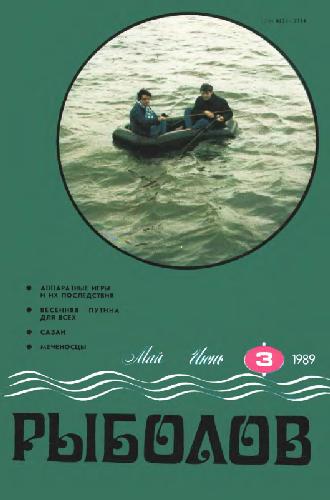 ● АППАРАТНЫЕ ИГРЫ
И ИХ ПОСЛЕДСТВИЯ
● ВЕСЕННЯЯ ПУТИНА
ДЛЯ ВСЕХ
● САЗАН
● МЕЧЕНОСЦЫ
Май Июнь 3 1989
РЫБОЛОВ